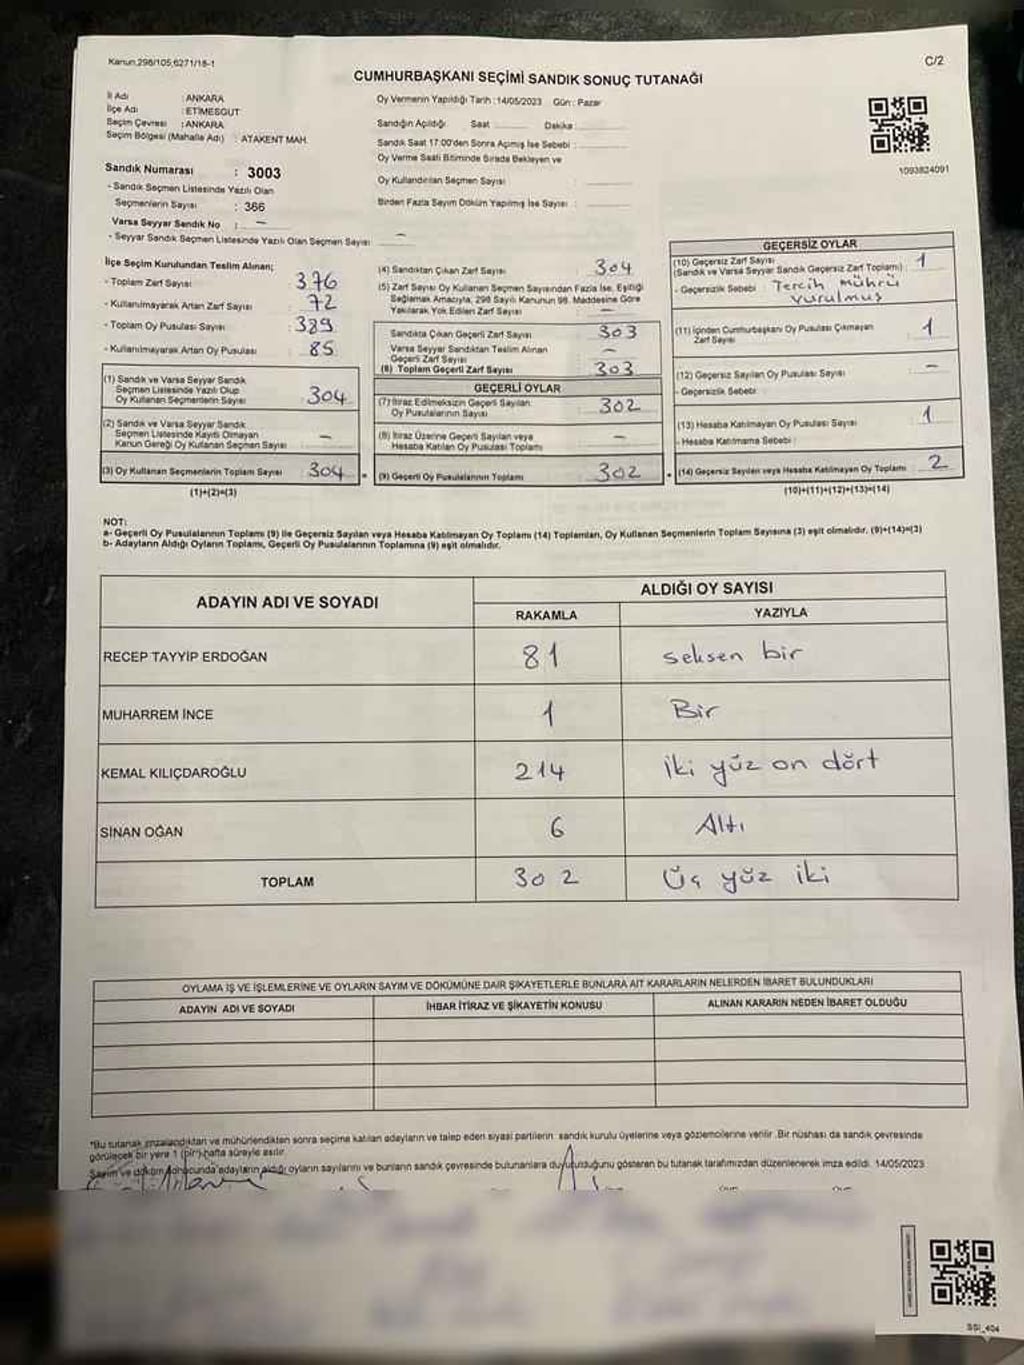 Kanun,298/105,6271/18-1
C/2
CUMHURBAŞKANI SEÇİMİ SANDIK SONUÇ TUTANAĞI
İl Adı : ANKARA
İlçe Adı : ETİMESGUT
Seçim Çevresi : ANKARA
Seçim Bölgesi (Mahalle Adı) : ATAKENT MAH.
Sandık Numarası : 3003
- Sandık Seçmen Listesinde Yazılı Olan
Seçmenlerin Sayısı : 366
Varsa Seyyar Sandık No : —
- Seyyar Sandık Seçmen Listesinde Yazılı Olan Seçmen Sayısı —
Oy Vermenin Yapıldığı Tarih : 14/05/2023 Gün : Pazar
Sandığın Açıldığı Saat Dakika
Sandık Saat 17:00'den Sonra Açımış İse Sebebi :
Oy Verme Saati Bitiminde Sırada Bekleyen ve
Oy Kullandırılan Seçmen Sayısı :
Birden Fazla Sayım Döküm Yapılmış İse Sayısı :
1093824091
İlçe Seçim Kurulundan Teslim Alınan;
- Toplam Zarf Sayısı : 376
- Kullanılmayarak Artan Zarf Sayısı : 72
- Toplam Oy Pusulası Sayısı : 389
- Kullanılmayarak Artan Oy Pusulası : 85
(1) Sandık ve Varsa Seyyar Sandık
Seçmen Listesinde Yazılı Olup
Oy Kullanan Seçmenlerin Sayısı : 304
(2) Sandık ve Varsa Seyyar Sandık
Seçmen Listesinde Kayıtlı Olmayan
Kanun Gereği Oy Kullanan Seçmen Sayısı : —
(3) Oy Kullanan Seçmenlerin Toplam Sayısı : 304 =
(1)+(2)=(3)
(4) Sandıktan Çıkan Zarf Sayısı : 304
(5) Zarf Sayısı Oy Kullanan Seçmen Sayısından Fazla İse, Eşitliği
Sağlamak Amacıyla, 298 Sayılı Kanunun 98. Maddesine Göre
Yakılarak Yok Edilen Zarf Sayısı : —
Sandıkta Çıkan Geçerli Zarf Sayısı : 303
Varsa Seyyar Sandıktan Teslim Alınan
Geçerli Zarf Sayısı : —
(6) Toplam Geçerli Zarf Sayısı : 303
GEÇERLİ OYLAR
(7) İtiraz Edilmeksizin Geçerli Sayılan
Oy Pusulalarının Sayısı : 302
(8) İtiraz Üzerine Geçerli Sayılan veya
Hesaba Katılan Oy Pusulası Toplamı : —
(9) Geçerli Oy Pusulalarının Toplamı : 302
GEÇERSİZ OYLAR
(10) Geçersiz Zarf Sayısı
(Sandık ve Varsa Seyyar Sandık Geçersiz Zarf Toplamı) : 1
- Geçersizlik Sebebi : Tercih Mührü
vurulmuş
(11) İçinden Cumhurbaşkanı Oy Pusulası Çıkmayan
Zarf Sayısı : 1
(12) Geçersiz Sayılan Oy Pusulası Sayısı : —
- Geçersizlik Sebebi :
(13) Hesaba Katılmayan Oy Pusulası Sayısı : 1
- Hesaba Katılmama Sebebi :
(14) Geçersiz Sayılan veya Hesaba Katılmayan Oy Toplamı : 2
(10)+(11)+(12)+(13)=(14)
NOT:
a- Geçerli Oy Pusulalarının Toplamı (9) ile Geçersiz Sayılan veya Hesaba Katılmayan Oy Toplamı (14) Toplamları, Oy Kullanan Seçmenlerin Toplam Sayısına (3) eşit olmalıdır. (9)+(14)=(3)
b- Adayların Aldığı Oyların Toplamı, Geçerli Oy Pusulalarının Toplamına (9) eşit olmalıdır.
ADAYIN ADI VE SOYADI
ALDIĞI OY SAYISI
RAKAMLA YAZIYLA
RECEP TAYYİP ERDOĞAN 81 seksen bir
MUHARREM İNCE 1 Bir
KEMAL KILIÇDAROĞLU 214 iki yüz on dört
SİNAN OĞAN 6 Altı
TOPLAM 302 Üç yüz iki
OYLAMA İŞ VE İŞLEMLERİNE VE OYLARIN SAYIM VE DÖKÜMÜNE DAİR ŞİKAYETLERLE BUNLARA AİT KARARLARIN NELERDEN İBARET BULUNDUKLARI
ADAYIN ADI VE SOYADI İHBAR İTİRAZ VE ŞİKAYETİN KONUSU ALINAN KARARIN NEDEN İBARET OLDUĞU
*Bu tutanak imzalandıktan ve mühürlendikten sonra seçime katılan adayların ve talep eden siyasi partilerin sandık kurulu üyelerine veya gözlemcilerine verilir. Bir nüshası da sandık çevresinde
görülecek bir yere 1 (bir) hafta süreyle asılır.
Sayım ve döküm sonucunda adayların aldığı oyların sayılarını ve bunların sandık çevresinde bulunanlara duyurulduğunu gösteren bu tutanak tarafımızdan düzenlenerek imza edildi. 14/05/2023
SSI_404